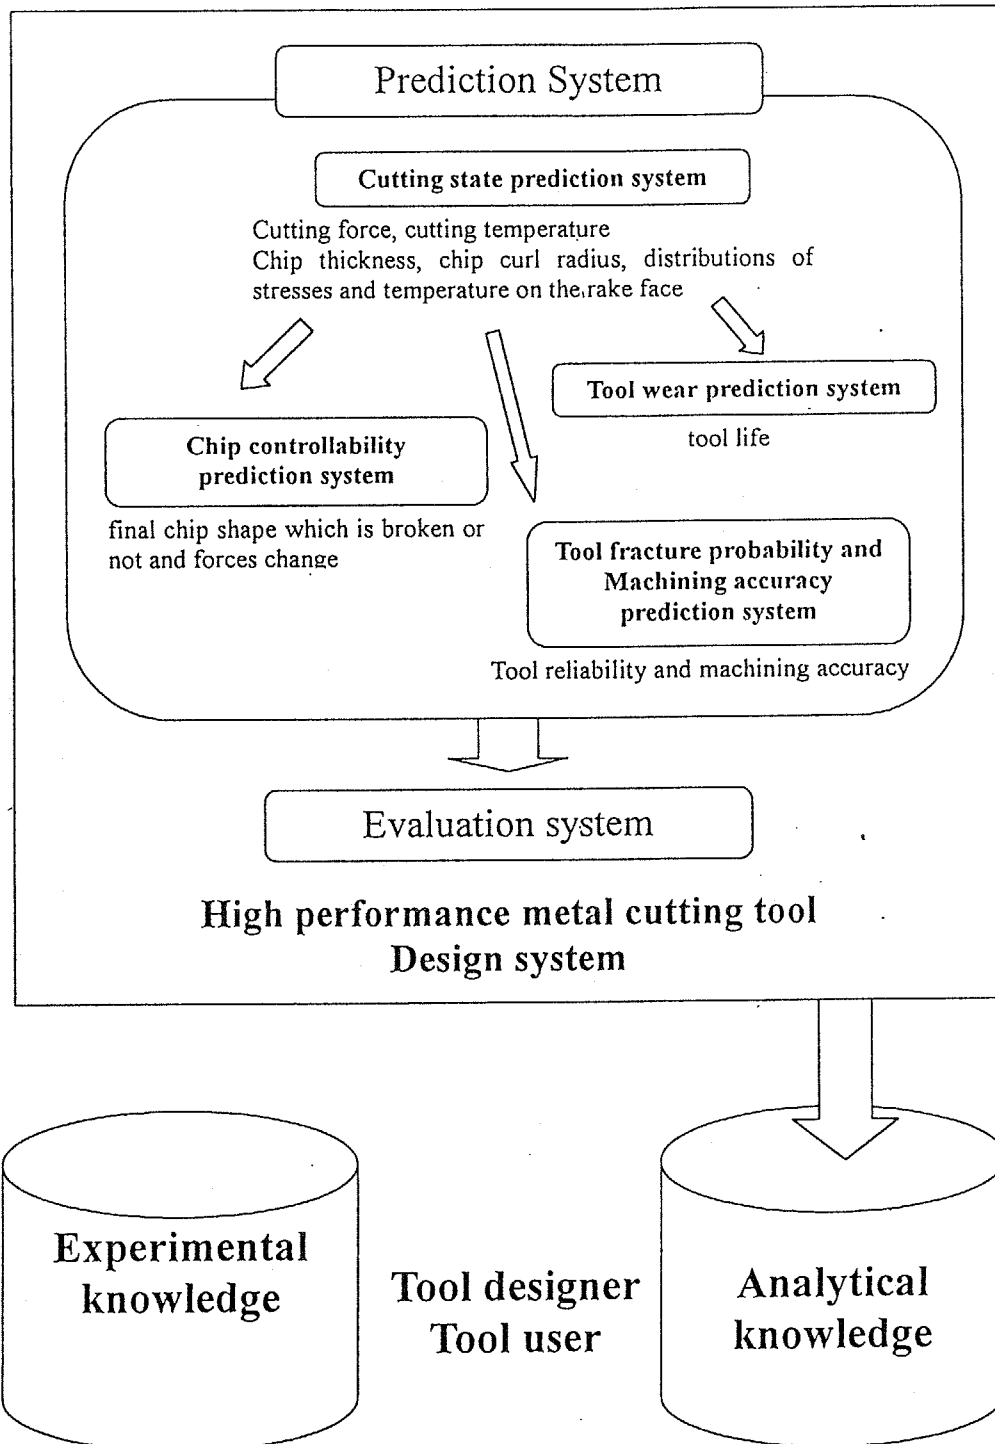 Prediction System
Cutting state prediction system
Cutting force, cutting temperature
Chip thickness, chip curl radius, distributions of
stresses and temperature on the rake face
Tool wear prediction system
tool life
Chip controllability
prediction system
final chip shape which is broken or
not and forces change
Tool fracture probability and
Machining accuracy
prediction system
Tool reliability and machining accuracy
Evaluation system
High performance metal cutting tool
Design system
Experimental
knowledge
Tool designer
Tool user
Analytical
knowledge